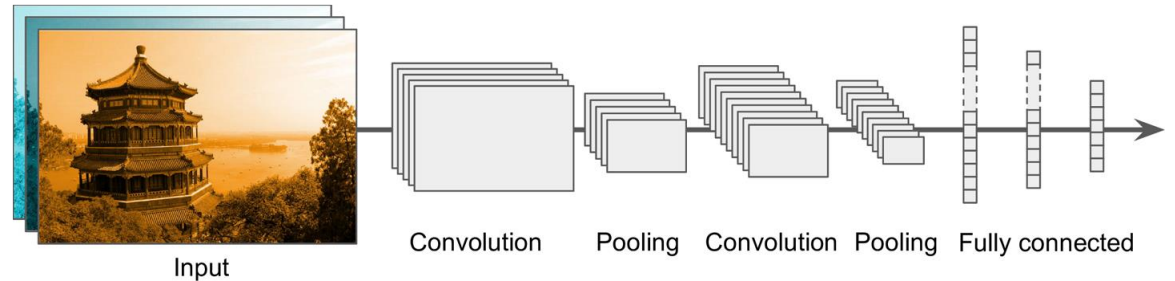 Input
Convolution
Pooling
Convolution
Pooling
Fully connected